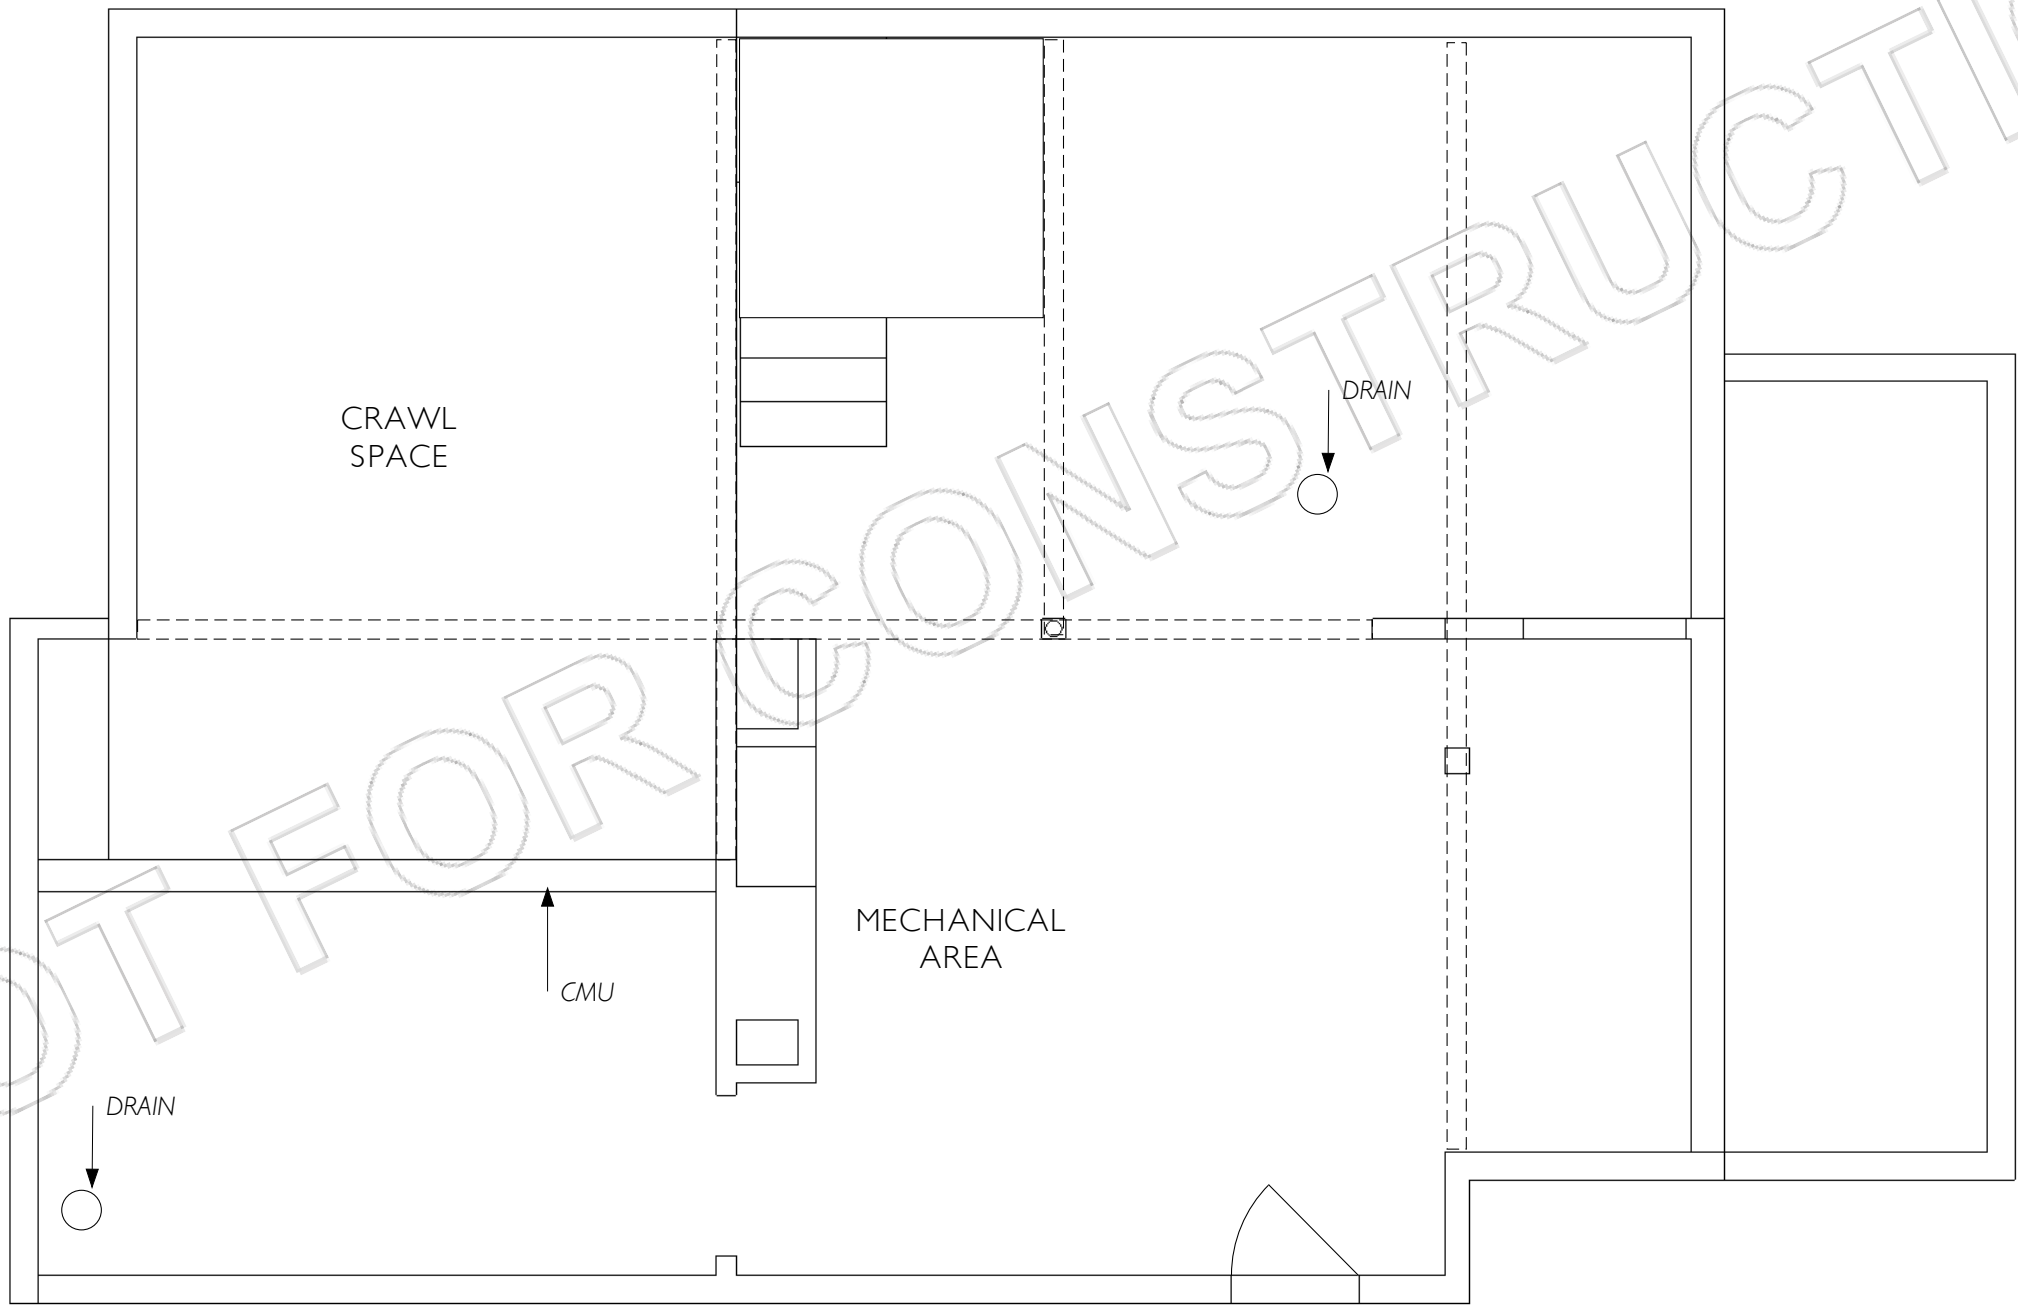 DRAIN
CRAWL
SPACE
MECHANICAL
AREA
CMU
DRAIN
OT FOR CONSTRUCTI